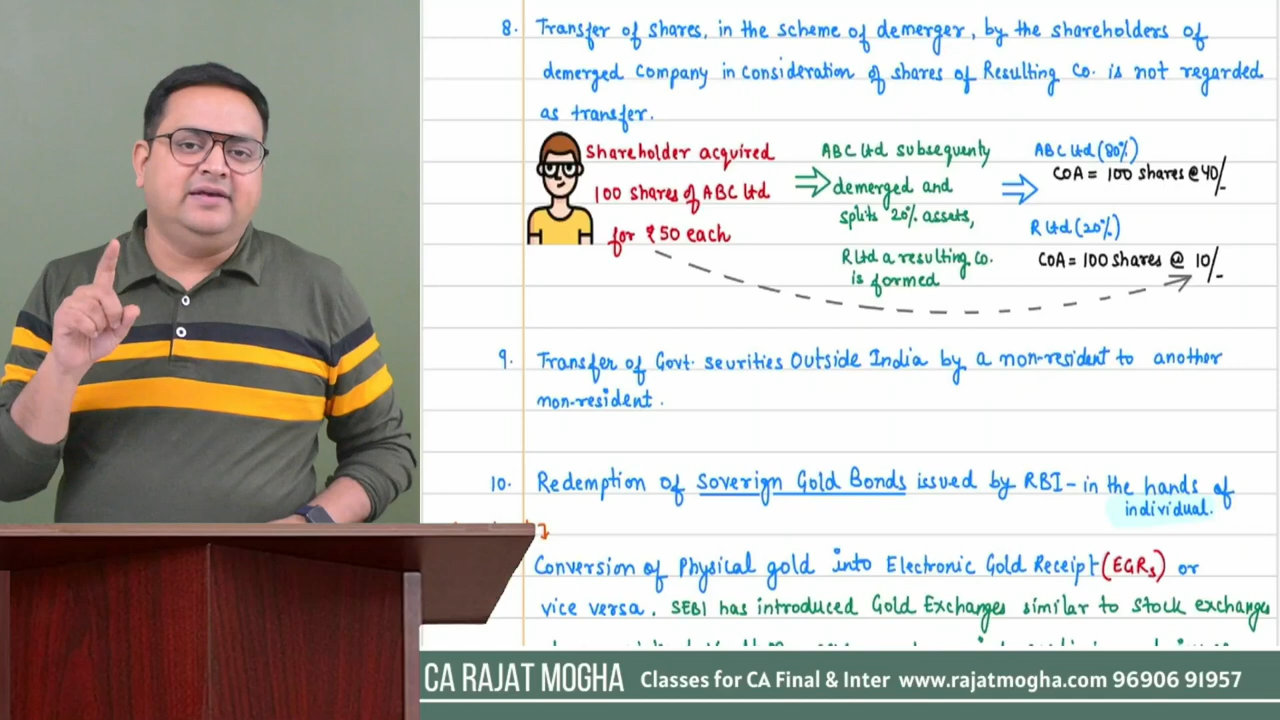 8. Transfer of shares, in the scheme of demerger, by the shareholders of
demerged Company in Consideration of shares of Resulting Co. is not regarded
as transfer.
Shareholder acquired
100 shares of ABC Ltd
for ₹50 each
ABC Ltd subsequenty
demerged and
splits 20% assets,
R Ltd a resulting co.
is formed
ABC Ltd (80%)
COA = 100 shares @ 40/-
R Ltd (20%)
COA = 100 shares @ 10/-
9. Transfer of Govt. seurities Outside India by a non-resident to another
non-resident.
10. Redemption of Soverign Gold Bonds issued by RBI - in the hands of
individual.
Conversion of Physical gold into Electronic Gold Receipt (EGRs) or
vice versa. SEBI has introduced Gold Exchanges similar to stock exchanges
CA RAJAT MOGHA Classes for CA Final & Inter www.rajatmogha.com 96906 91957